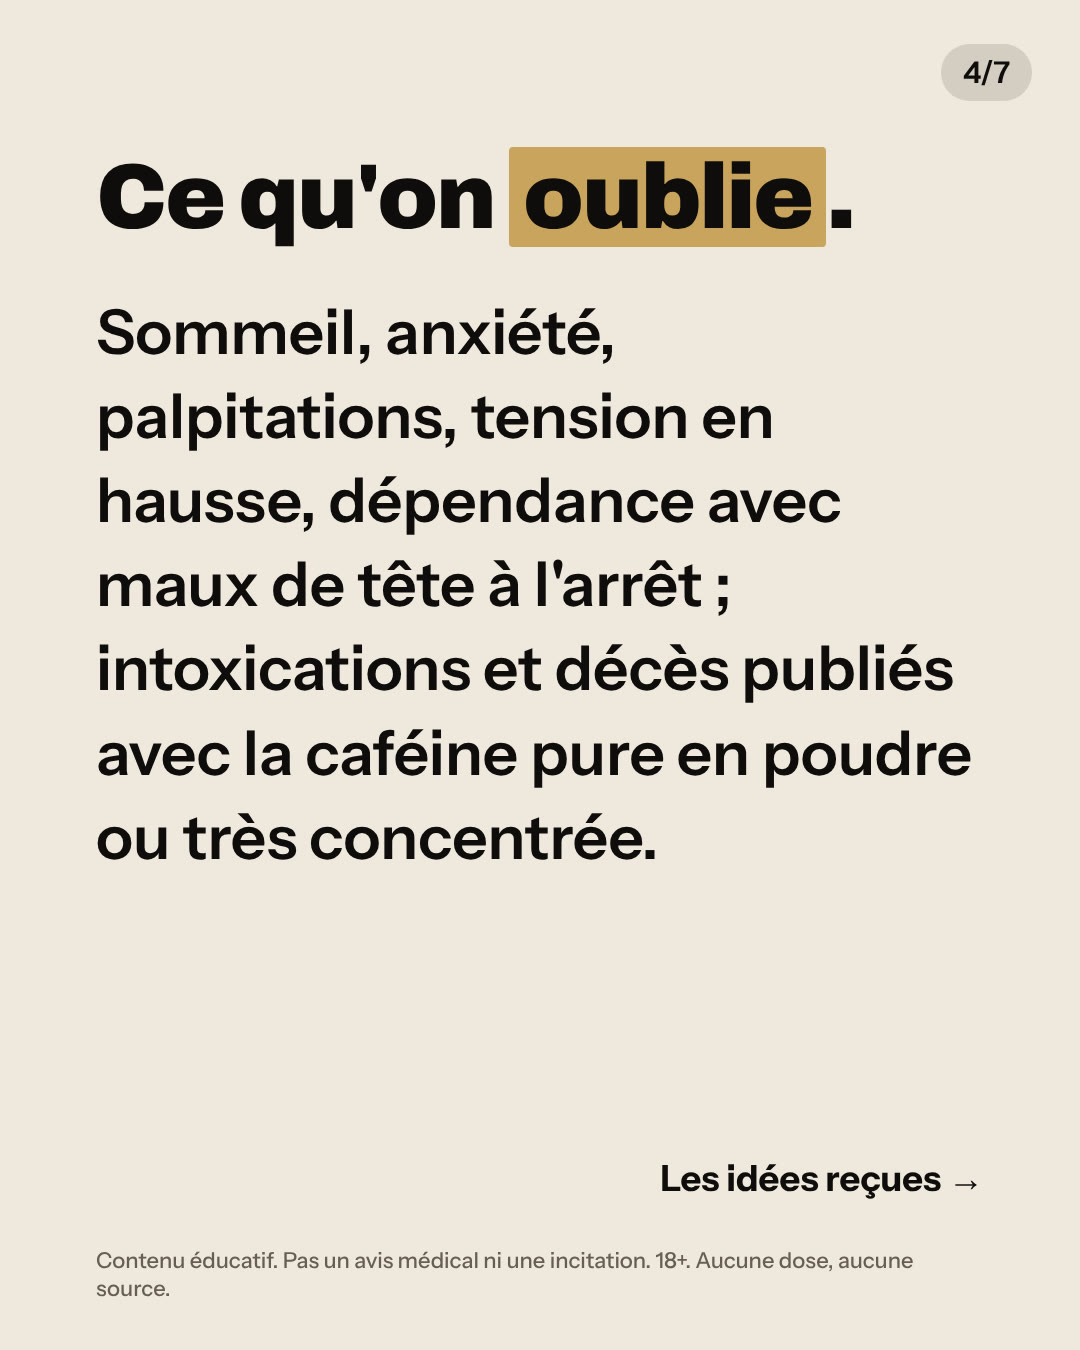 4/7
Ce qu'on oublie.
Sommeil, anxiété,
palpitations, tension en
hausse, dépendance avec
maux de tête à l'arrêt ;
intoxications et décès publiés
avec la caféine pure en poudre
ou très concentrée.
Les idées reçues →
Contenu éducatif. Pas un avis médical ni une incitation. 18+. Aucune dose, aucune
source.